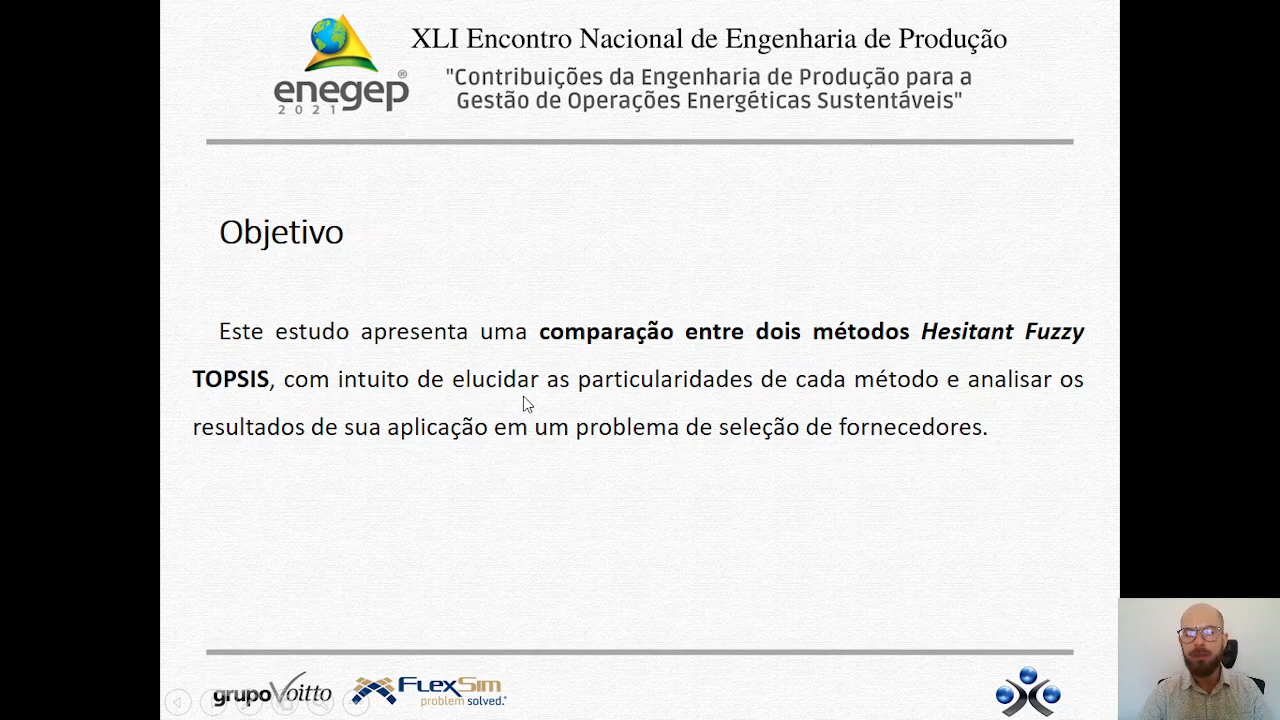 XLI Encontro Nacional de Engenharia de Produção
"Contribuições da Engenharia de Produção para a
Gestão de Operações Energéticas Sustentáveis"
enegep®
2021
Objetivo
Este estudo apresenta uma comparação entre dois métodos Hesitant Fuzzy
TOPSIS, com intuito de elucidar as particularidades de cada método e analisar os
resultados de sua aplicação em um problema de seleção de fornecedores.
grupoVoitto
FlexSim
problem solved.®